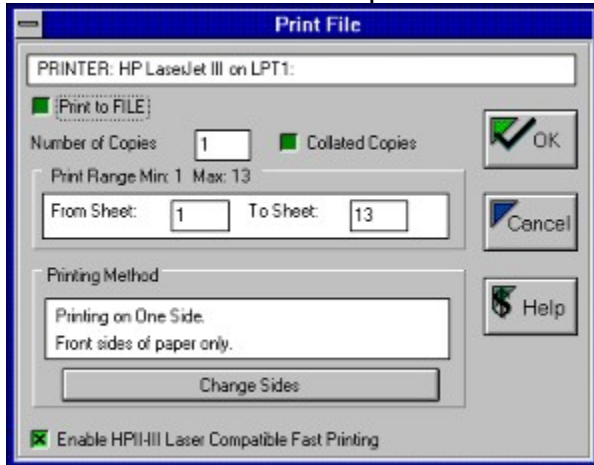 Print File
PRINTER: HP LaserJet III on LPT1:
Print to FILE
Number of Copies 1 Collated Copies
OK
Print Range Min: 1 Max: 13
From Sheet: 1 To Sheet: 13
Cancel
Printing Method
Printing on One Side.
Front sides of paper only.
Help
Change Sides
Enable HPII-III Laser Compatible Fast Printing